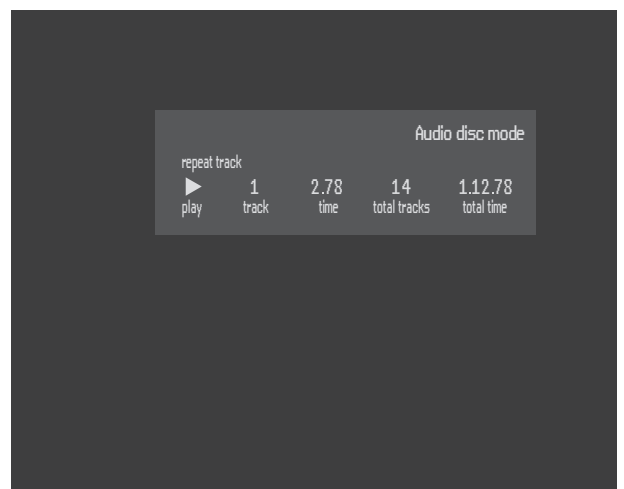 Audio disc mode
repeat track
1 2.78 14 1.12.78
play track time total tracks total time